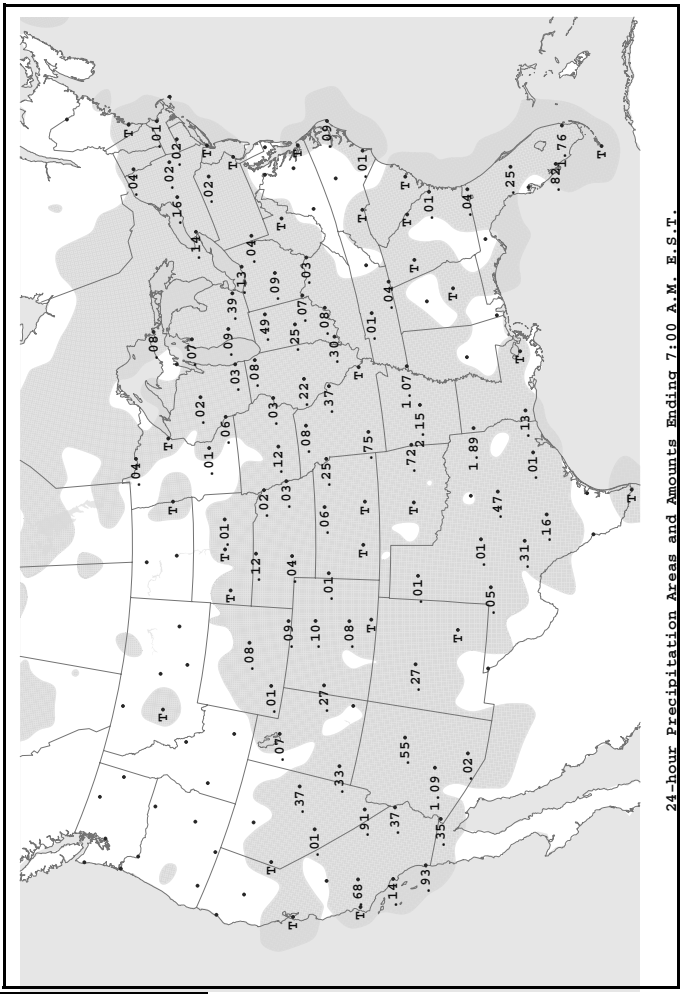 .04
T
.04
T
T
.08
.02
.01
T
.16
.02
.07
.14
.02
.01
.02
T
T
.01
.06
.09
T
.03
.39
.13
T
.08
.12
.08
.04
.02
.49
T
.01
.03
.09
.07
.12
T
.09
.04
.03
T
.25
T
.37
.22
.07
.08
.03
.01
.10
.27
.06
.08
.01
.25
.37
.09
.33
.30
.08
T
.68
T
.91
T
T
T
.01
T
.75
.01
.14
.37
.04
.55
1.07
T
T
.27
T
.72
T
.01
2.15
.93
1.09
.01
.35
T
T
.02
.04
1.89
.01
.05
.47
.25
T
.31
.13
.01
.16
.82
1.76
T
T
24-hour Precipitation Areas and Amounts Ending 7:00 A.M. E.S.T.